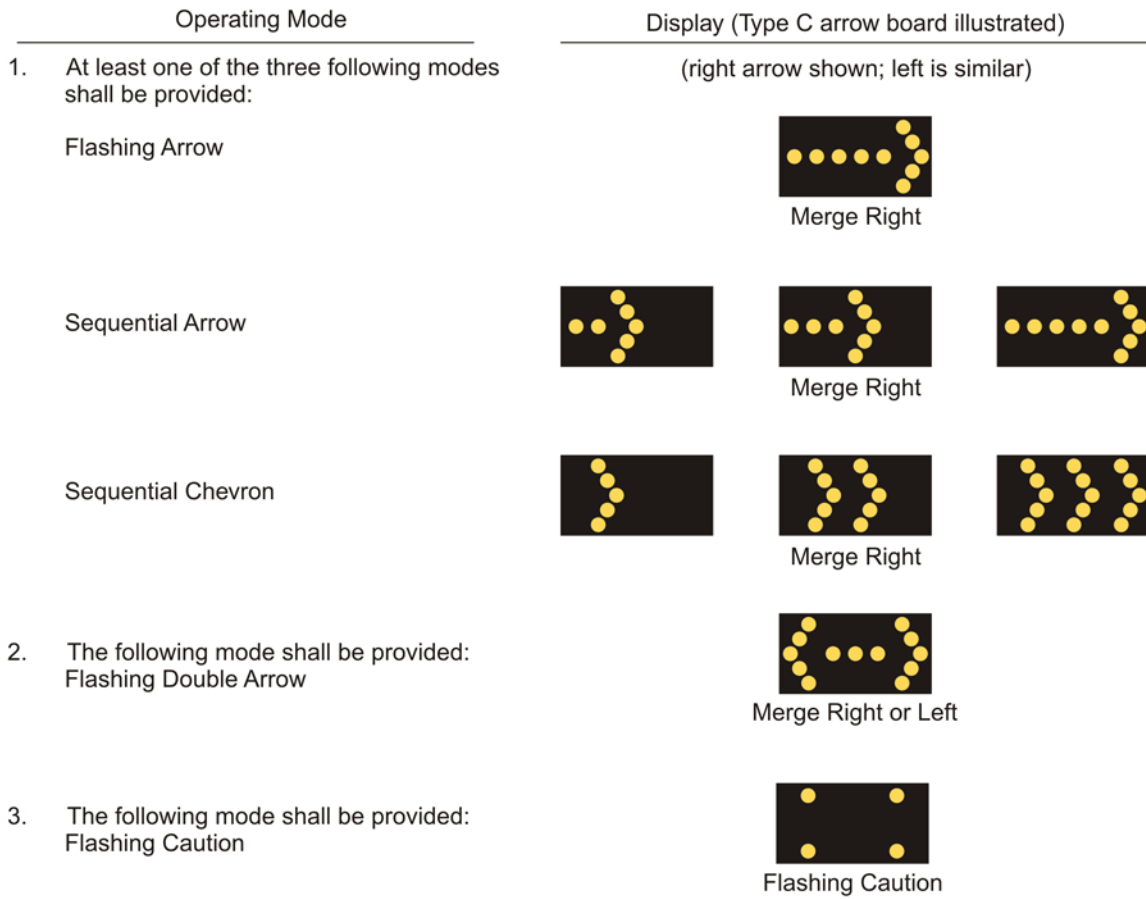 Operating Mode
Display (Type C arrow board illustrated)
1. At least one of the three following modes
shall be provided:
(right arrow shown; left is similar)
Flashing Arrow
Merge Right
Sequential Arrow
Merge Right
Sequential Chevron
Merge Right
2. The following mode shall be provided:
Flashing Double Arrow
Merge Right or Left
3. The following mode shall be provided:
Flashing Caution
Flashing Caution